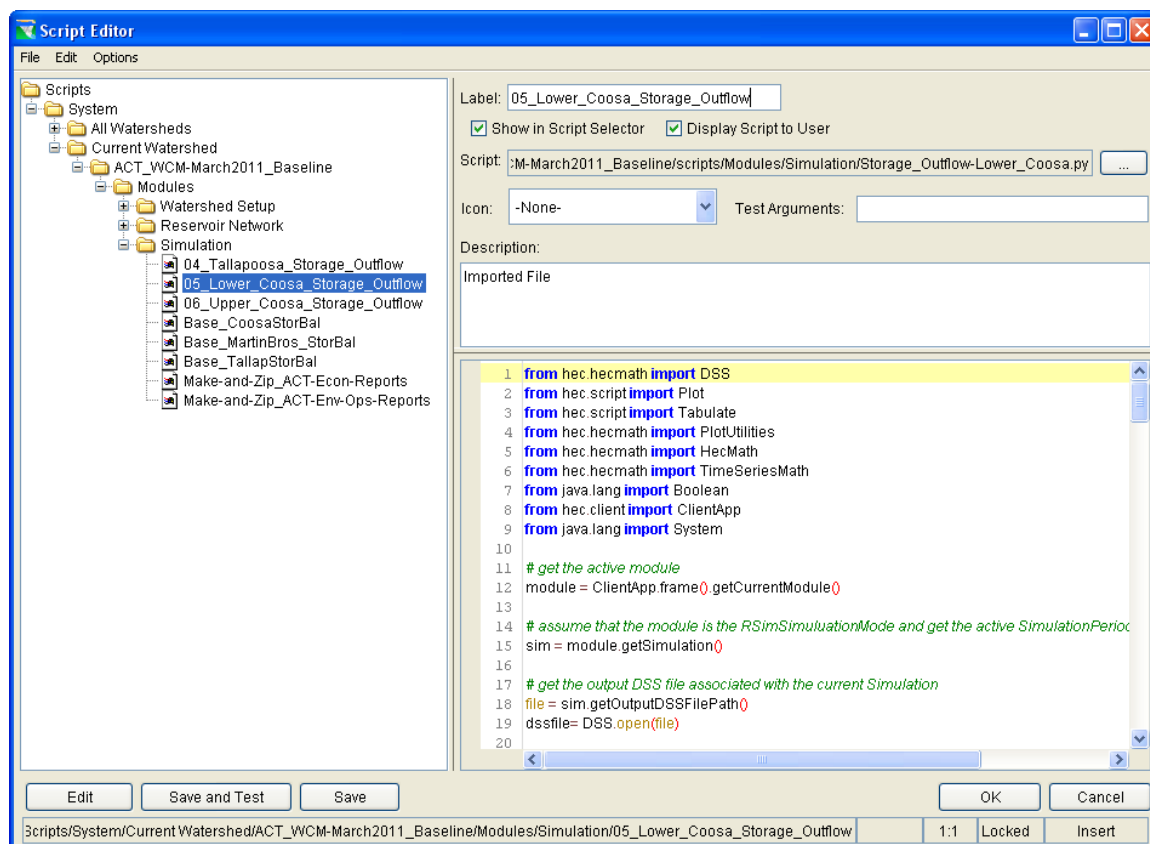 Script Editor
File Edit Options
Scripts
System
All Watersheds
Current Watershed
ACT_WCM-March2011_Baseline
Modules
Watershed Setup
Reservoir Network
Simulation
04_Tallapoosa_Storage_Outflow
05_Lower_Coosa_Storage_Outflow
06_Upper_Coosa_Storage_Outflow
Base_CoosaStorBal
Base_MartinBros_StorBal
Base_TallapStorBal
Make-and-Zip_ACT-Econ-Reports
Make-and-Zip_ACT-Env-Ops-Reports
Label: 05_Lower_Coosa_Storage_Outflow
Show in Script Selector Display Script to User
Script: :M-March2011_Baseline/scripts/Modules/Simulation/Storage_Outflow-Lower_Coosa.py ...
Icon: -None- Test Arguments:
Description:
Imported File
1 from hec.hecmath import DSS
2 from hec.script import Plot
3 from hec.script import Tabulate
4 from hec.hecmath import PlotUtilities
5 from hec.hecmath import HecMath
6 from hec.hecmath import TimeSeriesMath
7 from java.lang import Boolean
8 from hec.client import ClientApp
9 from java.lang import System
10
11 # get the active module
12 module = ClientApp.frame().getCurrentModule()
13
14 # assume that the module is the RSimSimuluationMode and get the active SimulationPeriod
15 sim = module.getSimulation()
16
17 # get the output DSS file associated with the current Simulation
18 file = sim.getOutputDSSFilePath()
19 dssfile= DSS.open(file)
20
Edit Save and Test Save OK Cancel
Scripts/System/Current Watershed/ACT_WCM-March2011_Baseline/Modules/Simulation/05_Lower_Coosa_Storage_Outflow 1:1 Locked Insert